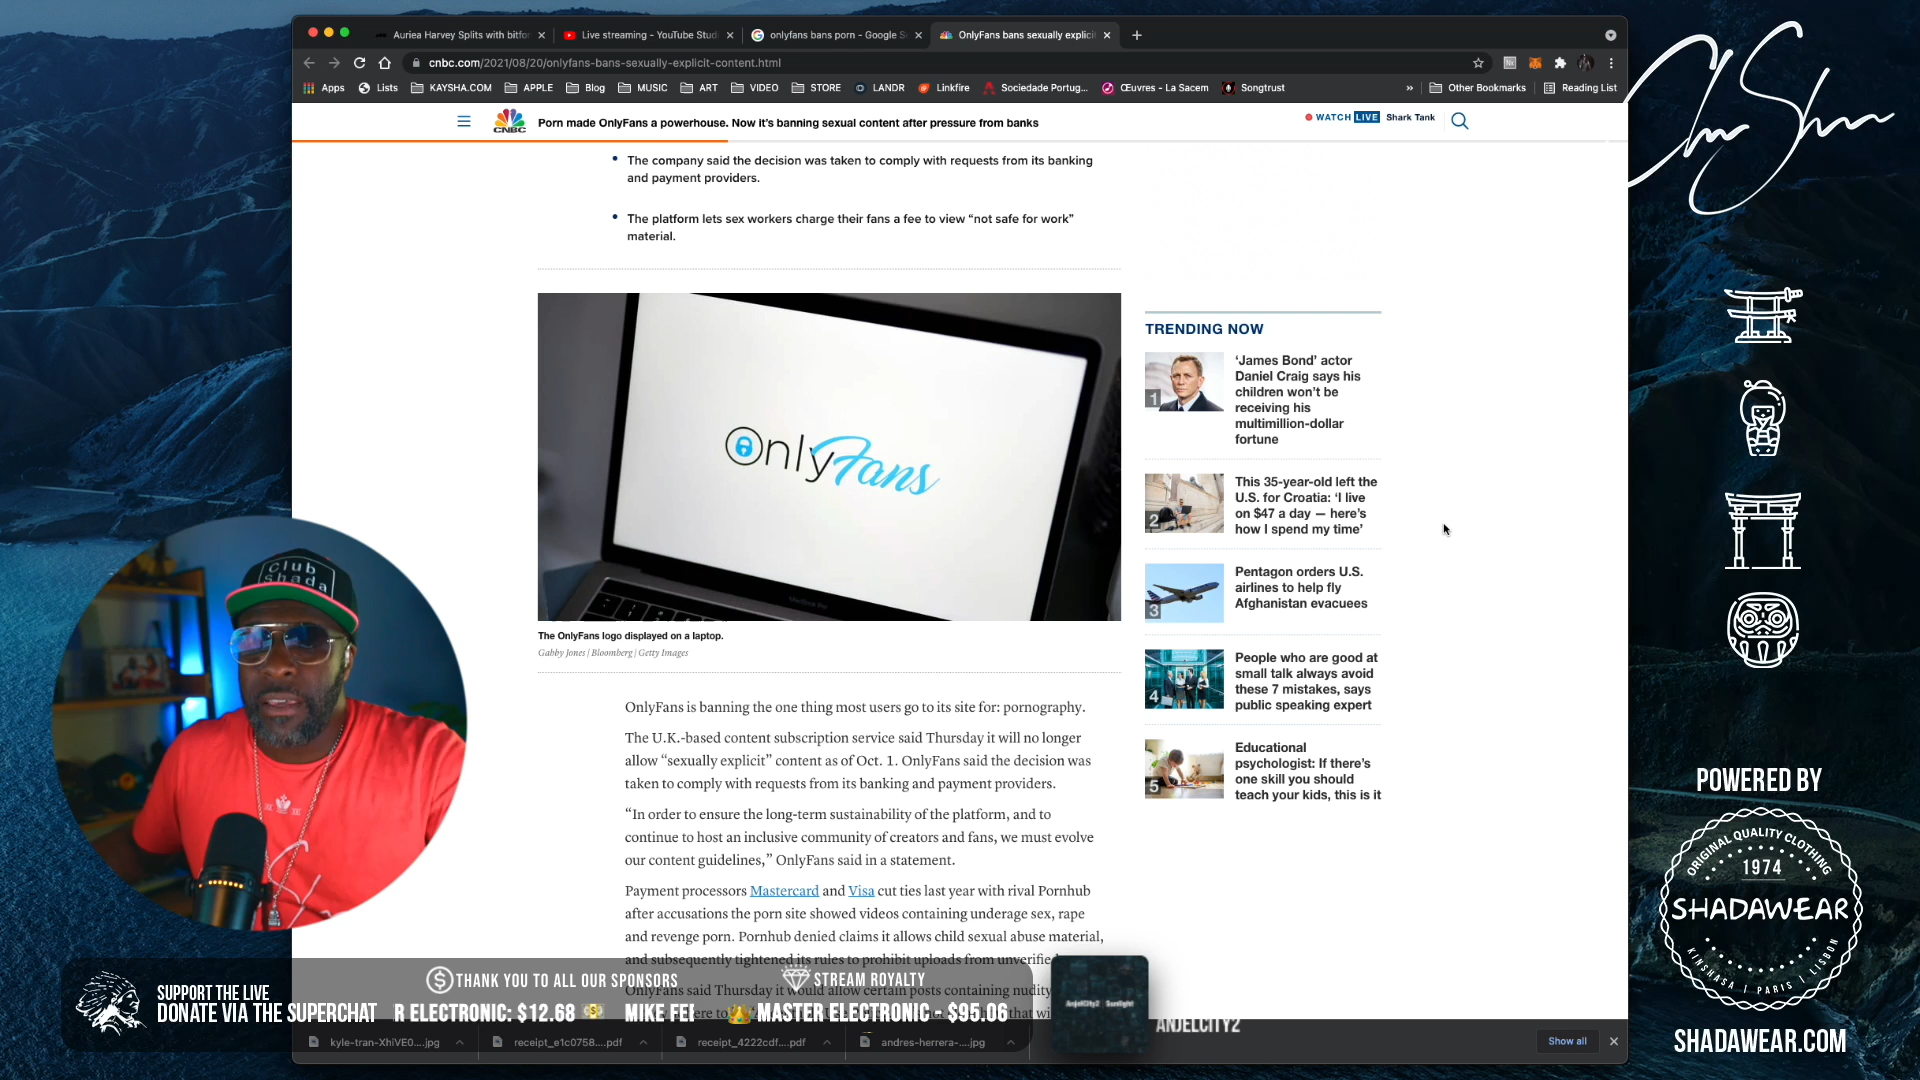 Auriea Harvey Splits with bitfor
Live streaming - YouTube Stud
onlyfans bans porn - Google S
OnlyFans bans sexually explicit
cnbc.com/2021/08/20/onlyfans-bans-sexually-explicit-content.html
Apps
Lists
KAYSHA.COM
APPLE
Blog
MUSIC
ART
VIDEO
STORE
LANDR
Linkfire
Sociedade Portug...
Œuvres - La Sacem
Songtrust
»
Other Bookmarks
Reading List
CNBC
Porn made OnlyFans a powerhouse. Now it's banning sexual content after pressure from banks
WATCH LIVE Shark Tank
• The company said the decision was taken to comply with requests from its banking
and payment providers.
• The platform lets sex workers charge their fans a fee to view “not safe for work”
material.
OnlyFans
The OnlyFans logo displayed on a laptop.
Gabby Jones | Bloomberg | Getty Images
OnlyFans is banning the one thing most users go to its site for: pornography.
The U.K.-based content subscription service said Thursday it will no longer
allow “sexually explicit” content as of Oct. 1. OnlyFans said the decision was
taken to comply with requests from its banking and payment providers.
“In order to ensure the long-term sustainability of the platform, and to
continue to host an inclusive community of creators and fans, we must evolve
our content guidelines,” OnlyFans said in a statement.
Payment processors Mastercard and Visa cut ties last year with rival Pornhub
after accusations the porn site showed videos containing underage sex, rape
and revenge porn. Pornhub denied claims it allows child sexual abuse material,
and subsequently tightened its rules to prohibit uploads from unverified
OnlyFans said Thursday it would allow certain posts containing nudity
TRENDING NOW
1
‘James Bond’ actor
Daniel Craig says his
children won’t be
receiving his
multimillion-dollar
fortune
2
This 35-year-old left the
U.S. for Croatia: ‘I live
on $47 a day — here’s
how I spend my time’
3
Pentagon orders U.S.
airlines to help fly
Afghanistan evacuees
4
People who are good at
small talk always avoid
these 7 mistakes, says
public speaking expert
5
Educational
psychologist: If there’s
one skill you should
teach your kids, this is it
Club
Shada
SUPPORT THE LIVE
DONATE VIA THE SUPERCHAT
THANK YOU TO ALL OUR SPONSORS
R ELECTRONIC: $12.68
MIKE FE
STREAM ROYALTY
MASTER ELECTRONIC - $95.06
AnjelCity2 Sunlight
ANJELCITY2
kyle-tran-XhiVE0....jpg
receipt_e1c0758....pdf
receipt_4222cdf....pdf
andres-herrera-....jpg
Show all
POWERED BY
ORIGINAL QUALITY CLOTHING
1974
SHADAWEAR
KINSHASA | PARIS | LISBON
SHADAWEAR.COM